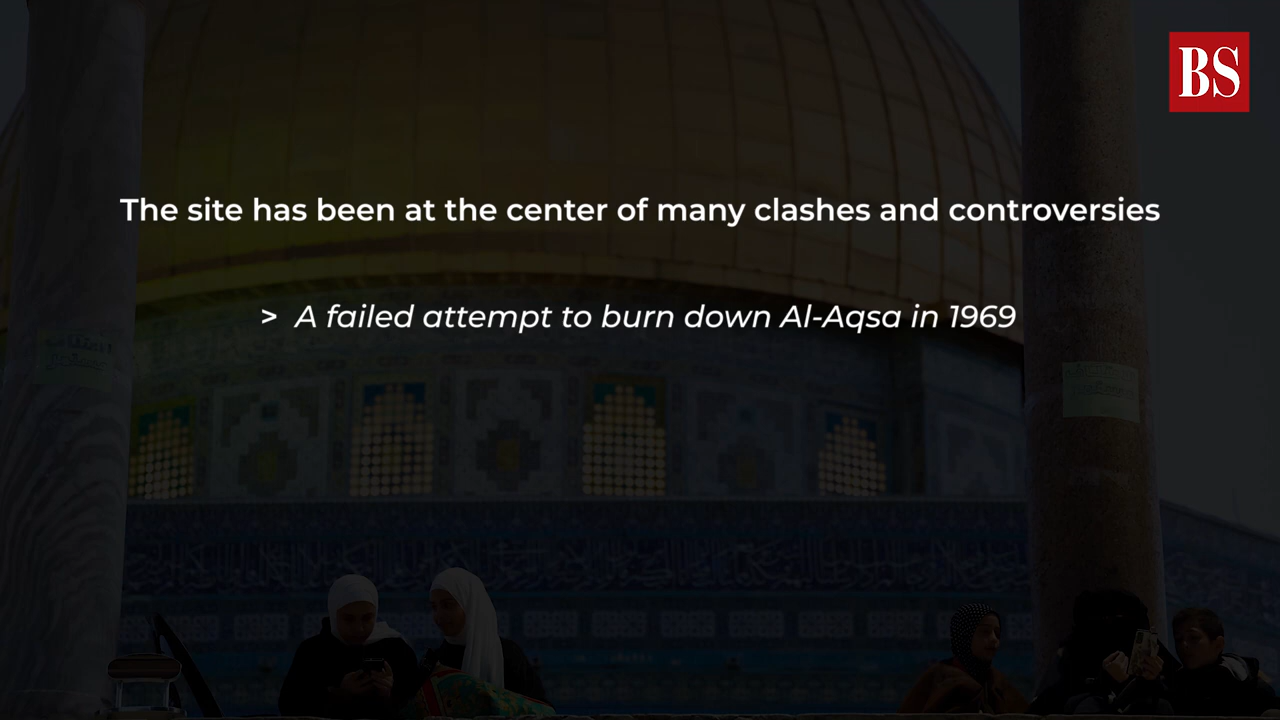 BS
The site has been at the center of many clashes and controversies
> A failed attempt to burn down Al-Aqsa in 1969